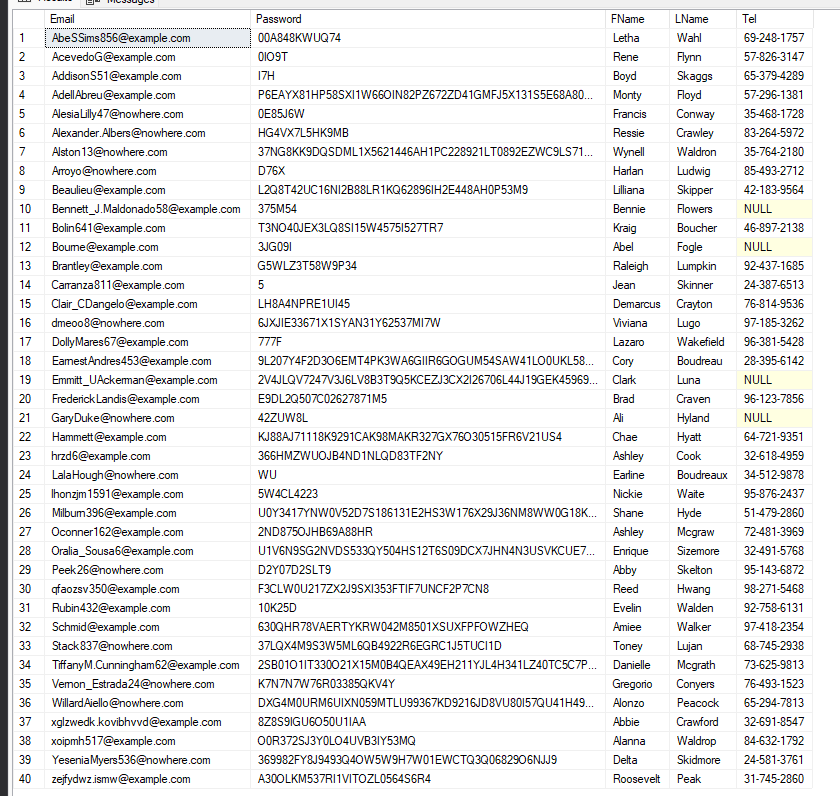 Results Messages
Email Password FName LName Tel
1 AbeSSims856@example.com 00A848KWUQ74 Letha Wahl 69-248-1757
2 AcevedoG@example.com 0IO9T Rene Flynn 57-826-3147
3 AddisonS51@example.com I7H Boyd Skaggs 65-379-4289
4 AdellAbreu@example.com P6EAYX81HP58SXI1W66OIN82PZ672ZD41GMFJ5X131S5E68A80... Monty Floyd 57-296-1381
5 AlesiaLilly47@nowhere.com 0E85J6W Francis Conway 35-468-1728
6 Alexander.Albers@nowhere.com HG4VX7L5HK9MB Ressie Crawley 83-264-5972
7 Alston13@nowhere.com 37NG8KK9DQSDML1X5621446AH1PC228921LT0892EZWC9LS71... Wynell Waldron 35-764-2180
8 Arroyo@nowhere.com D76X Harlan Ludwig 85-493-2712
9 Beaulieu@example.com L2Q8T42UC16NI2B88LR1KQ62896IH2E448AH0P53M9 Lilliana Skipper 42-183-9564
10 Bennett_J.Maldonado58@example.com 375M54 Bennie Flowers NULL
11 Bolin641@example.com T3NO40JEX3LQ8SI15W4575I527TR7 Kraig Boucher 46-897-2138
12 Bourne@example.com 3JG09I Abel Fogle NULL
13 Brantley@example.com G5WLZ3T58W9P34 Raleigh Lumpkin 92-437-1685
14 Carranza811@example.com 5 Jean Skinner 24-387-6513
15 Clair_CDangelo@example.com LH8A4NPRE1UI45 Demarcus Crayton 76-814-9536
16 dmeoo8@nowhere.com 6JXJIE33671X1SYAN31Y62537MI7W Viviana Lugo 97-185-3262
17 DollyMares67@example.com 777F Lazaro Wakefield 96-381-5428
18 EarnestAndres453@example.com 9L207Y4F2D3O6EMT4PK3WA6GIIR6GOGUM54SAW41LO0UKL58... Cory Boudreau 28-395-6142
19 Emmitt_UAckerman@example.com 2V4JLQV7247V3J6LV8B3T9Q5KCEZJ3CX2I26706L44J19GEK45969... Clark Luna NULL
20 FrederickLandis@example.com E9DL2Q507C02627871M5 Brad Craven 96-123-7856
21 GaryDuke@nowhere.com 42ZUW8L Ali Hyland NULL
22 Hammett@example.com KJ88AJ71118K9291CAK98MAKR327GX76O30515FR6V21US4 Chae Hyatt 64-721-9351
23 hrzd6@example.com 366HMZWUOJB4ND1NLQD83TF2NY Ashley Cook 32-618-4959
24 LalaHough@nowhere.com WU Earline Boudreaux 34-512-9878
25 lhonzjm1591@example.com 5W4CL4223 Nickie Waite 95-876-2437
26 Milburn396@example.com U0Y3417YNW0V52D7S186131E2HS3W176X29J36NM8WW0G18K... Shane Hyde 51-479-2860
27 Oconner162@example.com 2ND875OJHB69A88HR Ashley Mcgraw 72-481-3969
28 Oralia_Sousa6@example.com U1V6N9SG2NVDS533QY504HS12T6S09DCX7JHN4N3USVKCUE7... Enrique Sizemore 32-491-5768
29 Peek26@nowhere.com D2Y07D2SLT9 Abby Skelton 95-143-6872
30 qfaozsv350@example.com F3CLW0U217ZX2J9SXI353FTIF7UNCF2P7CN8 Reed Hwang 98-271-5468
31 Rubin432@example.com 10K25D Evelin Walden 92-758-6131
32 Schmid@example.com 630QHR78VAERTYKRW042M8501XSUXFPFOWZHEQ Amiee Walker 97-418-2354
33 Stack837@nowhere.com 37LQX4M9S3W5ML6QB4922R6EGRC1J5TUCI1D Toney Lujan 68-745-2938
34 TiffanyM.Cunningham62@example.com 2SB01O1IT330O21X15M0B4QEAX49EH211YJL4H341LZ40TC5C7P... Danielle Mcgrath 73-625-9813
35 Vernon_Estrada24@nowhere.com K7N7N7W76R03385QKV4Y Gregorio Conyers 76-493-1523
36 WillardAiello@nowhere.com DXG4M0URM6UIXN059MTLU99367KD9216JD8VU80I57QU41H49... Alonzo Peacock 65-294-7813
37 xglzwedk.kovibhvvd@example.com 8Z8S9IGU6O50U1IAA Abbie Crawford 32-691-8547
38 xoipmh517@example.com O0R372SJ3Y0LO4UVB3IY53MQ Alanna Waldrop 84-632-1792
39 YeseniaMyers536@nowhere.com 369982FY8J9493Q4OW5W9H7W01EWCTQ3Q06829O6NJJ9 Delta Skidmore 24-581-3761
40 zejfydwz.ismw@example.com A30OLKM537RI1VITOZL0564S6R4 Roosevelt Peak 31-745-2860